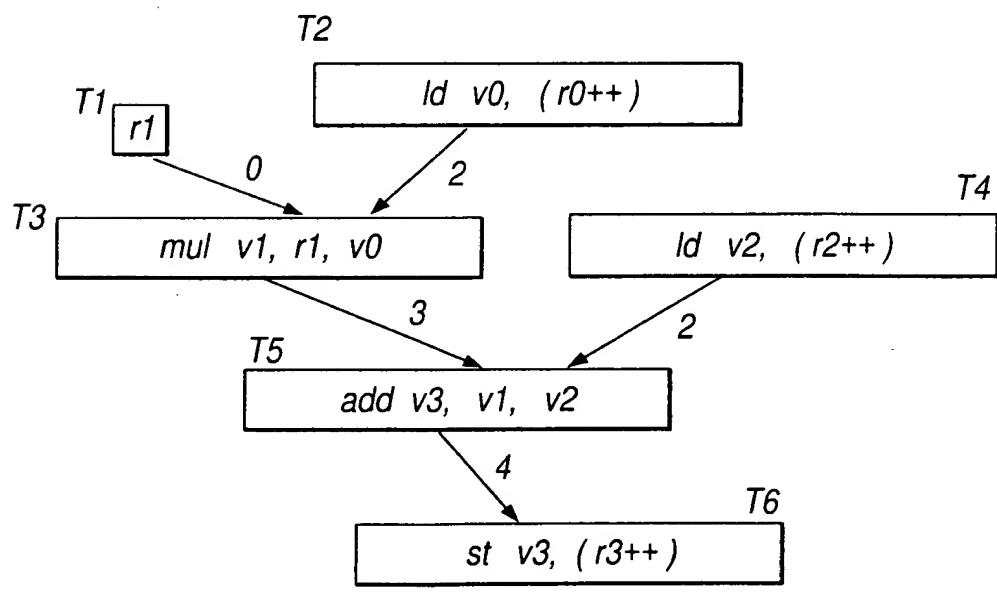 T2
ld v0, (r0++)
T1
r1
0
2
T3
mul v1, r1, v0
T4
ld v2, (r2++)
3
2
T5
add v3, v1, v2
4
T6
st v3, (r3++)